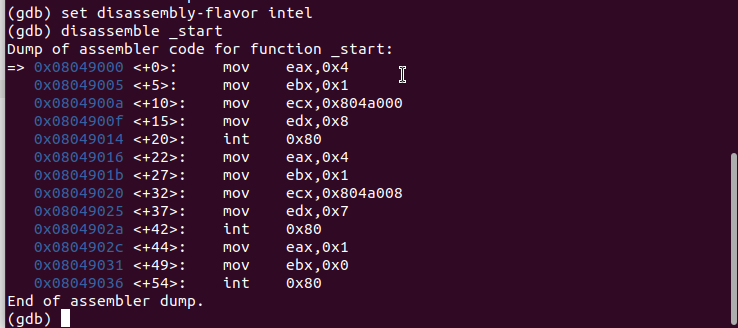 (gdb) set disassembly-flavor intel
(gdb) disassemble _start
Dump of assembler code for function _start:
=> 0x08049000 <+0>:     mov    eax,0x4
   0x08049005 <+5>:     mov    ebx,0x1
   0x0804900a <+10>:    mov    ecx,0x804a000
   0x0804900f <+15>:    mov    edx,0x8
   0x08049014 <+20>:    int    0x80
   0x08049016 <+22>:    mov    eax,0x4
   0x0804901b <+27>:    mov    ebx,0x1
   0x08049020 <+32>:    mov    ecx,0x804a008
   0x08049025 <+37>:    mov    edx,0x7
   0x0804902a <+42>:    int    0x80
   0x0804902c <+44>:    mov    eax,0x1
   0x08049031 <+49>:    mov    ebx,0x0
   0x08049036 <+54>:    int    0x80
End of assembler dump.
(gdb)